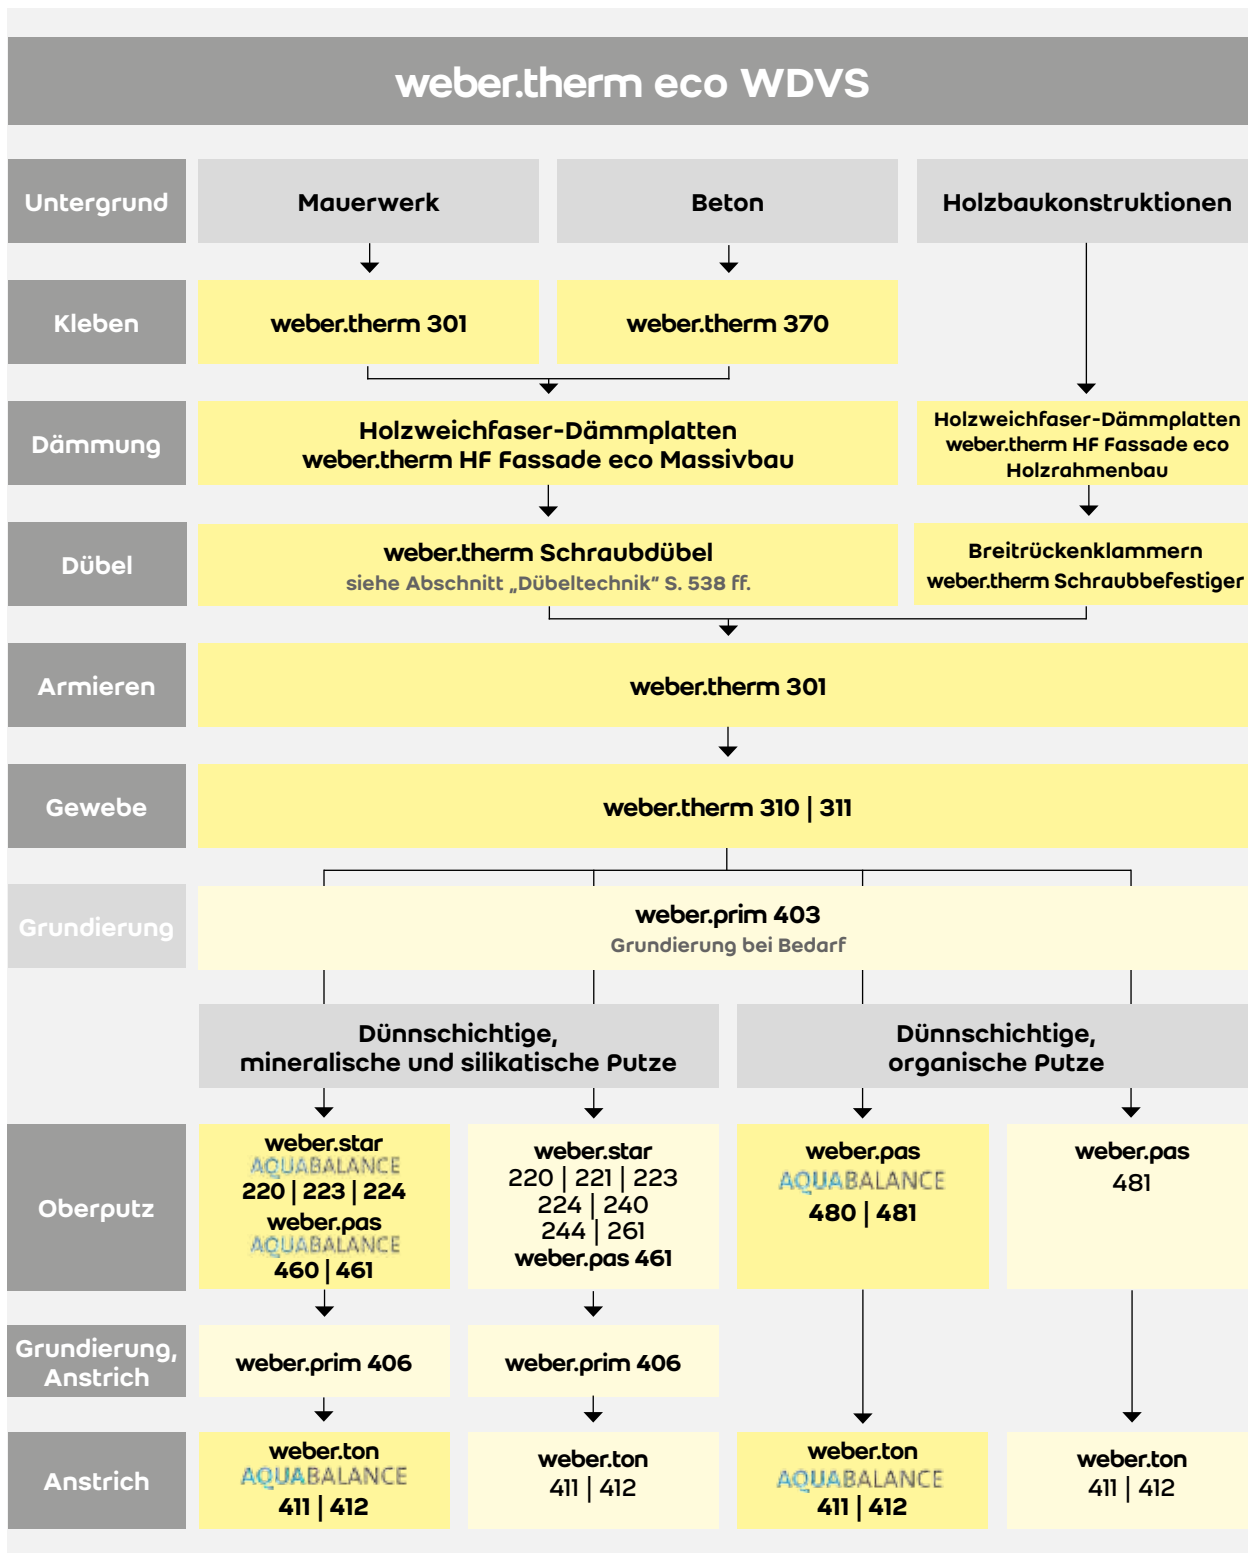 weber.therm eco WDVS
Untergrund
Mauerwerk
Beton
Holzbaukonstruktionen
Kleben
weber.therm 301
weber.therm 370
Dämmung
Holzweichfaser-Dämmplatten
weber.therm HF Fassade eco Massivbau
Holzweichfaser-Dämmplatten
weber.therm HF Fassade eco
Holzrahmenbau
Dübel
weber.therm Schraubdübel
siehe Abschnitt „Dübeltechnik" S. 538 ff.
Breitrückenklammern
weber.therm Schraubbefestiger
Armieren
weber.therm 301
Gewebe
weber.therm 310 | 311
Grundierung
weber.prim 403
Grundierung bei Bedarf
Dünnschichtige,
mineralische und silikatische Putze
Dünnschichtige,
organische Putze
Oberputz
weber.star
AQUABALANCE
220 | 223 | 224
weber.pas
AQUABALANCE
460 | 461
weber.star
220 | 221 | 223
224 | 240
244 | 261
weber.pas 461
weber.pas
AQUABALANCE
480 | 481
weber.pas
481
Grundierung,
Anstrich
weber.prim 406
weber.prim 406
Anstrich
weber.ton
AQUABALANCE
411 | 412
weber.ton
411 | 412
weber.ton
AQUABALANCE
411 | 412
weber.ton
411 | 412